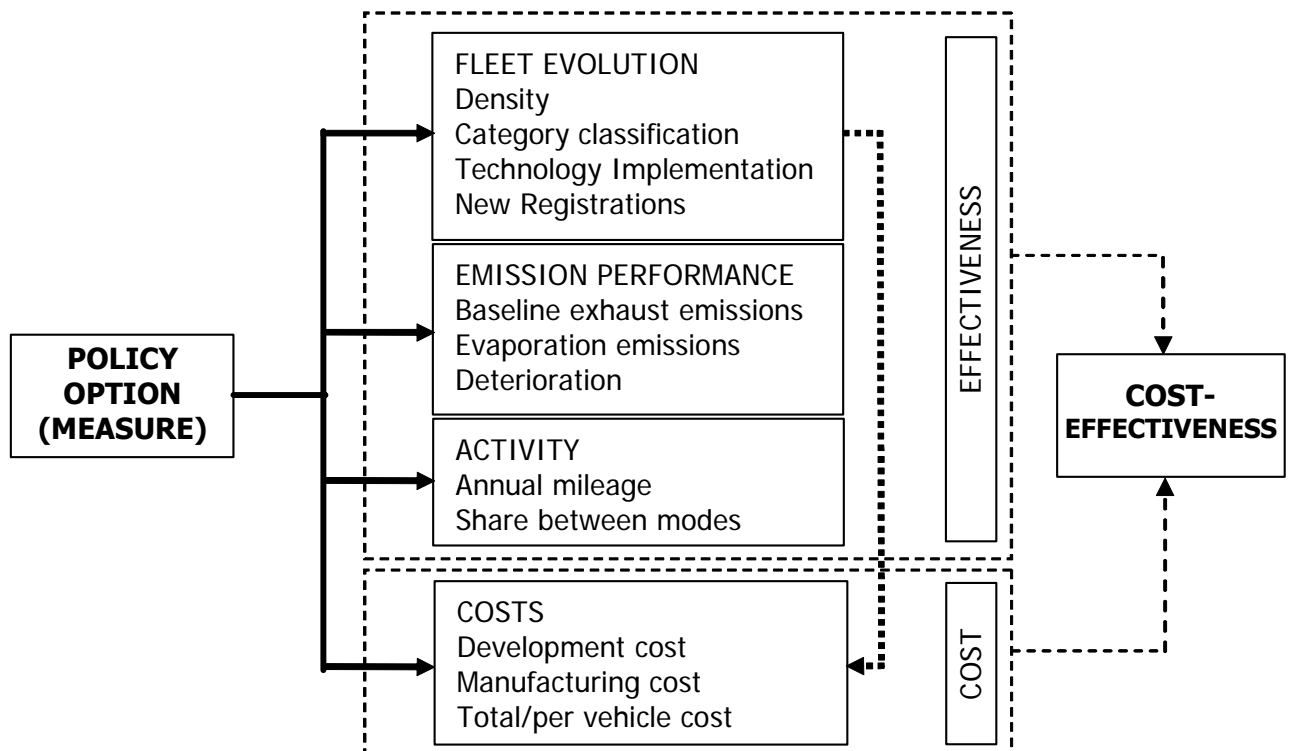 POLICY
OPTION
(MEASURE)
FLEET EVOLUTION
Density
Category classification
Technology Implementation
New Registrations
EMISSION PERFORMANCE
Baseline exhaust emissions
Evaporation emissions
Deterioration
ACTIVITY
Annual mileage
Share between modes
EFFECTIVENESS
COSTS
Development cost
Manufacturing cost
Total/per vehicle cost
COST
COST-
EFFECTIVENESS